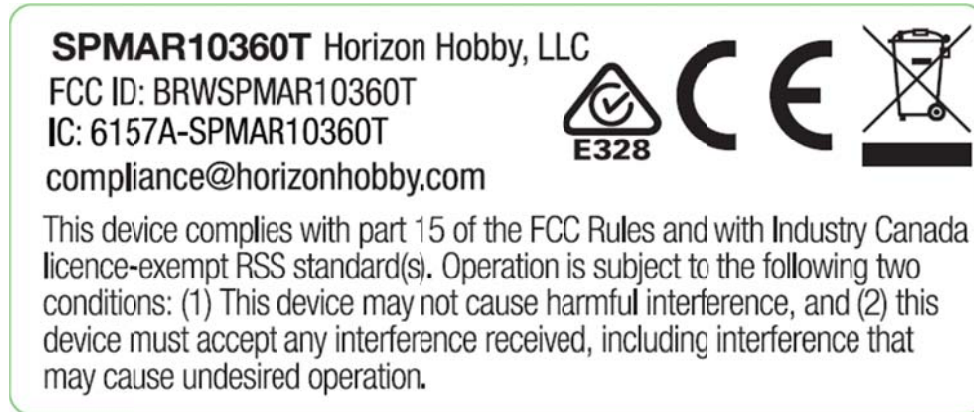 SPMAR10360T Horizon Hobby, LLC
FCC ID: BRWSPMAR10360T
IC: 6157A-SPMAR10360T
E328
compliance@horizonhobby.com
This device complies with part 15 of the FCC Rules and with Industry Canada
licence-exempt RSS standard(s). Operation is subject to the following two
conditions: (1) This device may not cause harmful interference, and (2) this
device must accept any interference received, including interference that
may cause undesired operation.